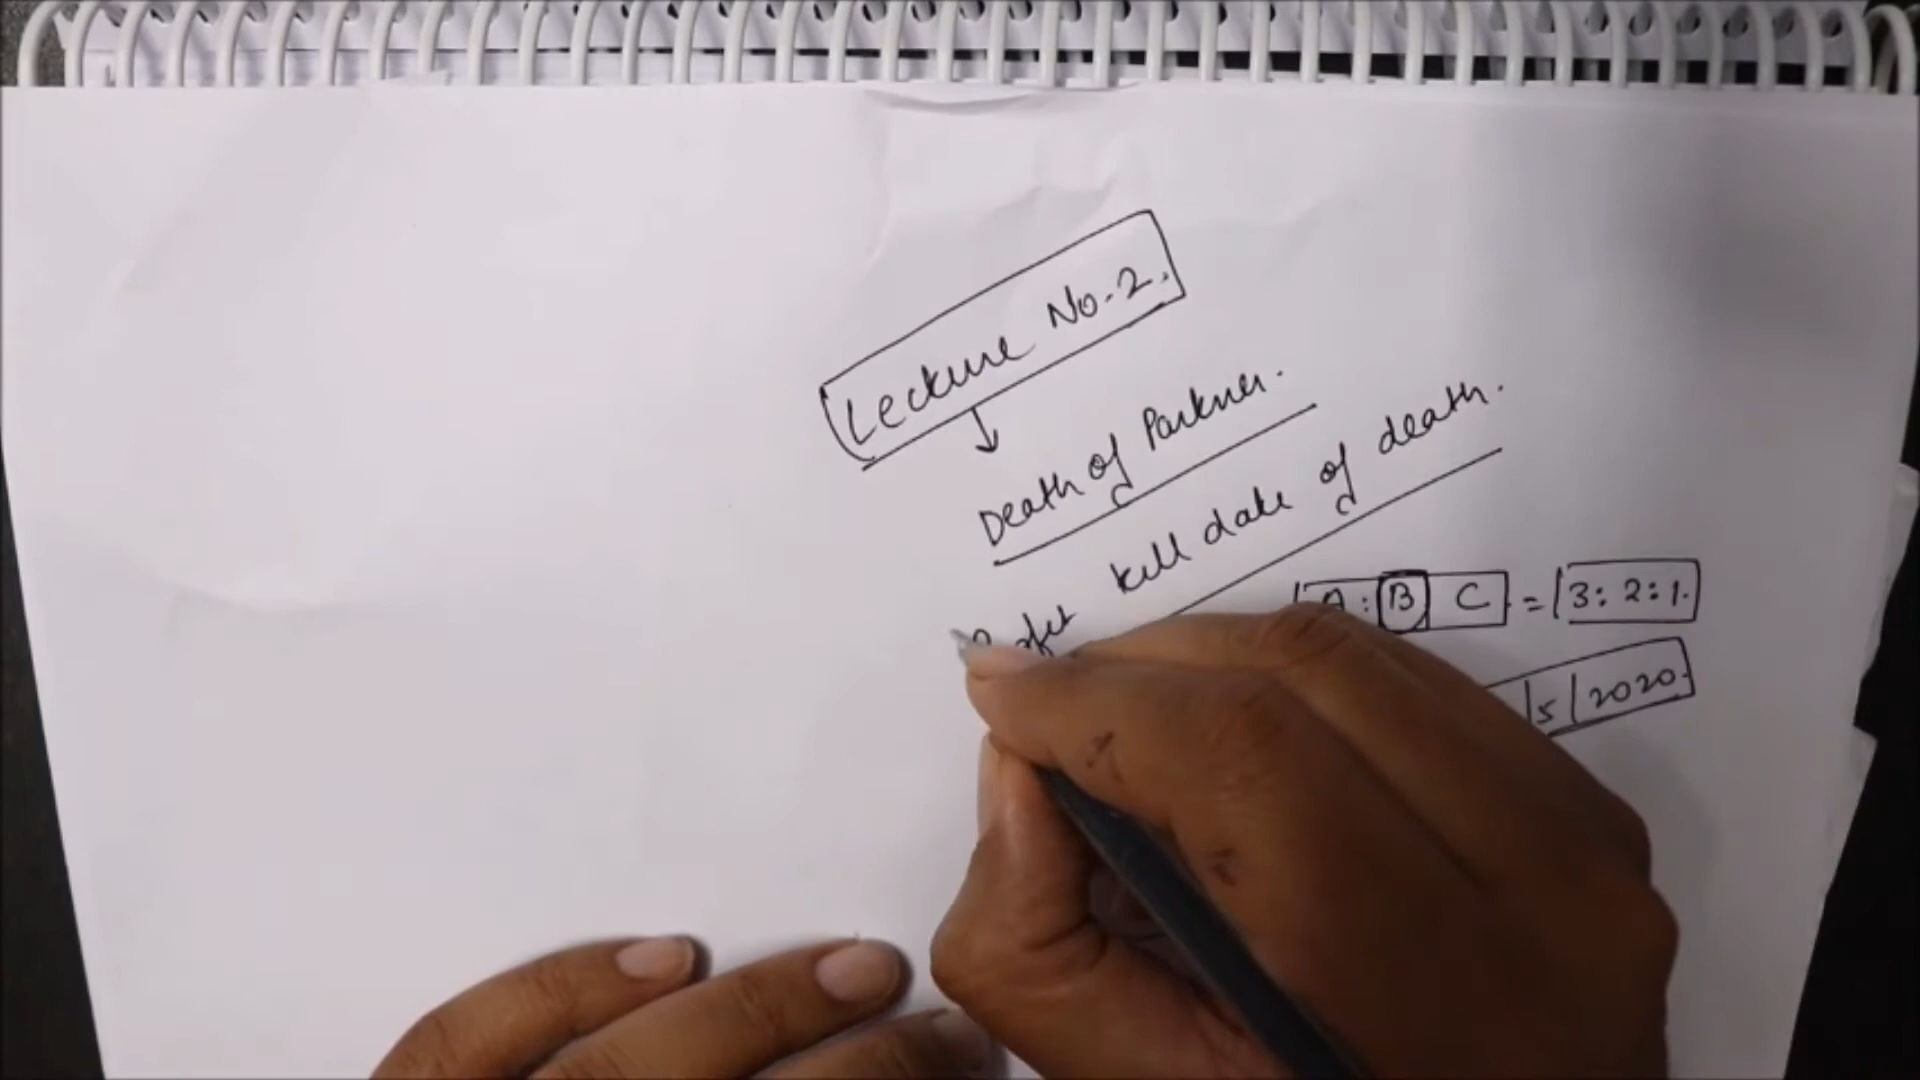 Lecture No. 2.
Death of Partner.
Profit till date of death.
A : B C = 3 : 2 : 1.
/5/2020.